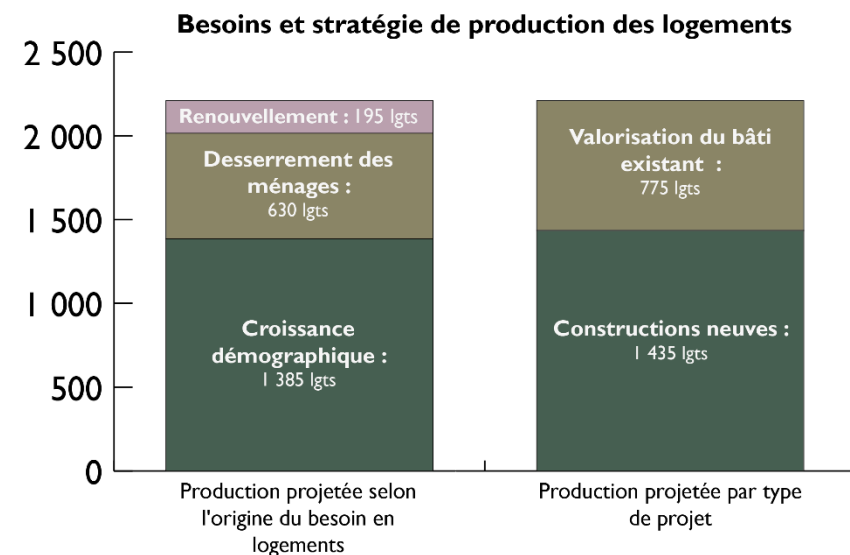 Besoins et stratégie de production des logements
2 500
2 000
1 500
1 000
500
0
Renouvellement : 195 lgts
Desserrement des
ménages :
630 lgts
Croissance
démographique :
1 385 lgts
Valorisation du bâti
existant :
775 lgts
Constructions neuves :
1 435 lgts
Production projetée selon
l'origine du besoin en
logements
Production projetée par type
de projet